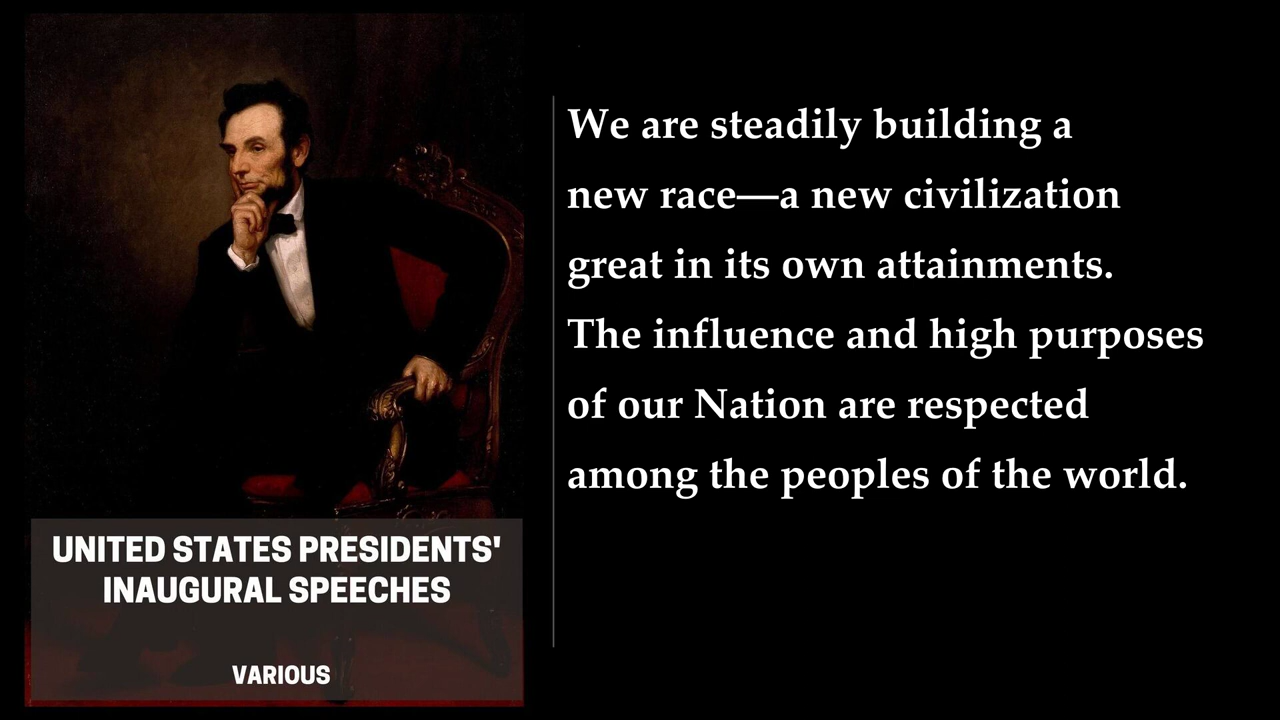 We are steadily building a
new race—a new civilization
great in its own attainments.
The influence and high purposes
of our Nation are respected
among the peoples of the world.
UNITED STATES PRESIDENTS'
INAUGURAL SPEECHES
VARIOUS